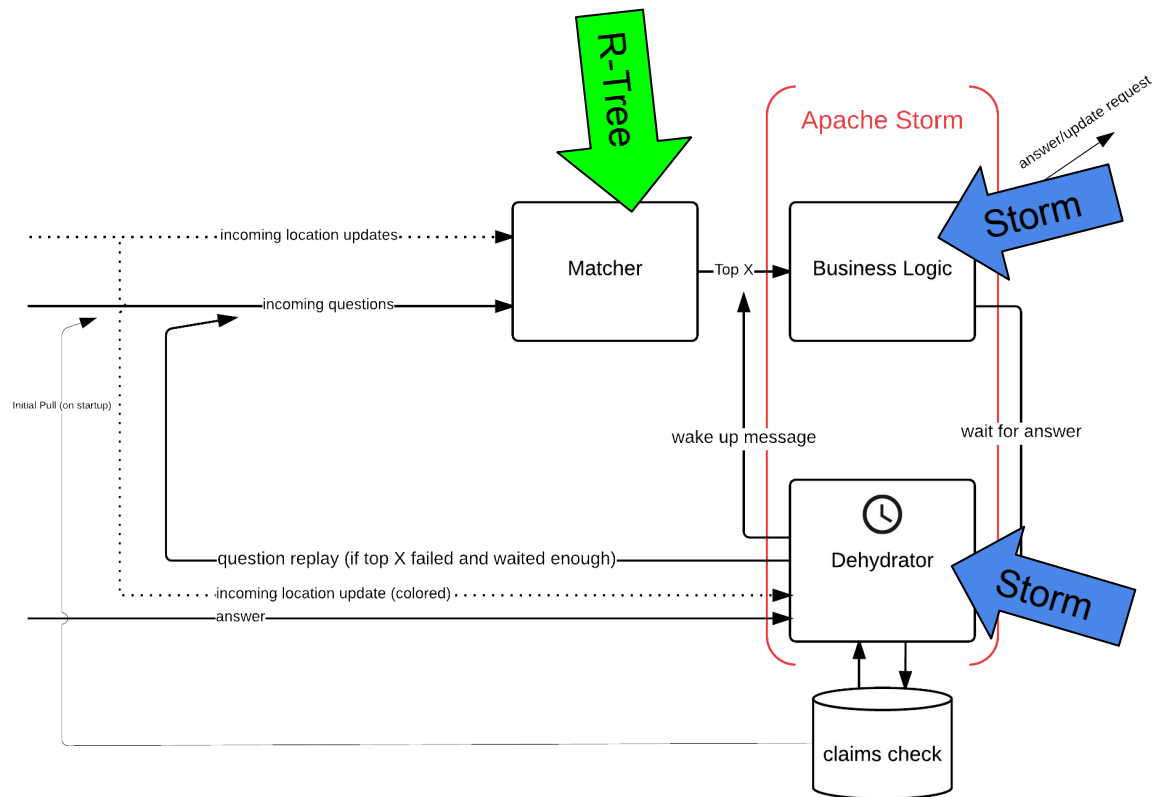 R-Tree
Apache Storm
answer/update request
Storm
incoming location updates
Matcher
Top X
Business Logic
incoming questions
Initial Pull (on startup)
wake up message
wait for answer
Dehydrator
question replay (if top X failed and waited enough)
Storm
incoming location update (colored)
answer
claims check